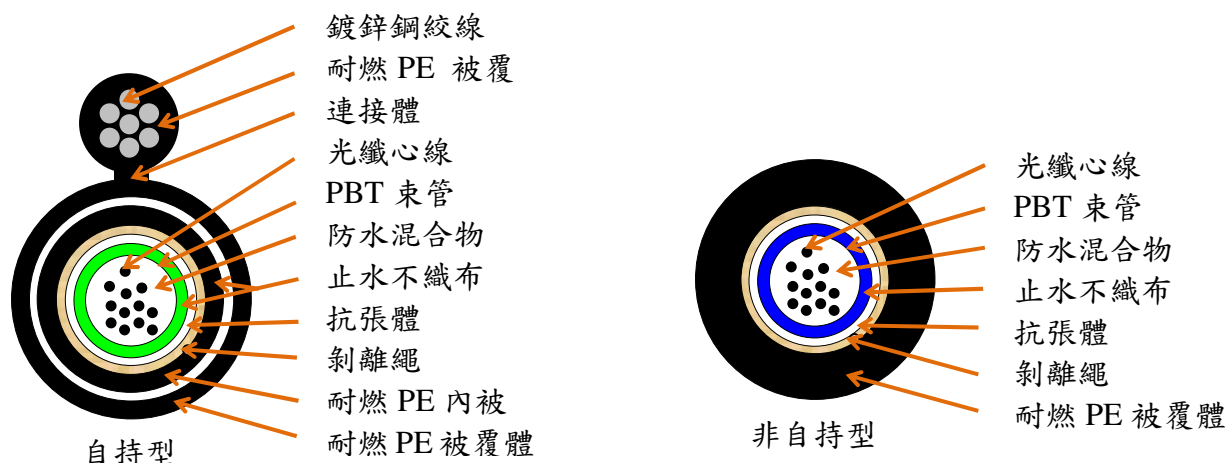 鍍鋅鋼絞線
耐燃 PE 被覆
連接體
光纖心線
PBT 束管
防水混合物
止水不織布
抗張體
剝離繩
耐燃 PE 內被
耐燃 PE 被覆體
自持型
光纖心線
PBT 束管
防水混合物
止水不織布
抗張體
剝離繩
耐燃 PE 被覆體
非自持型